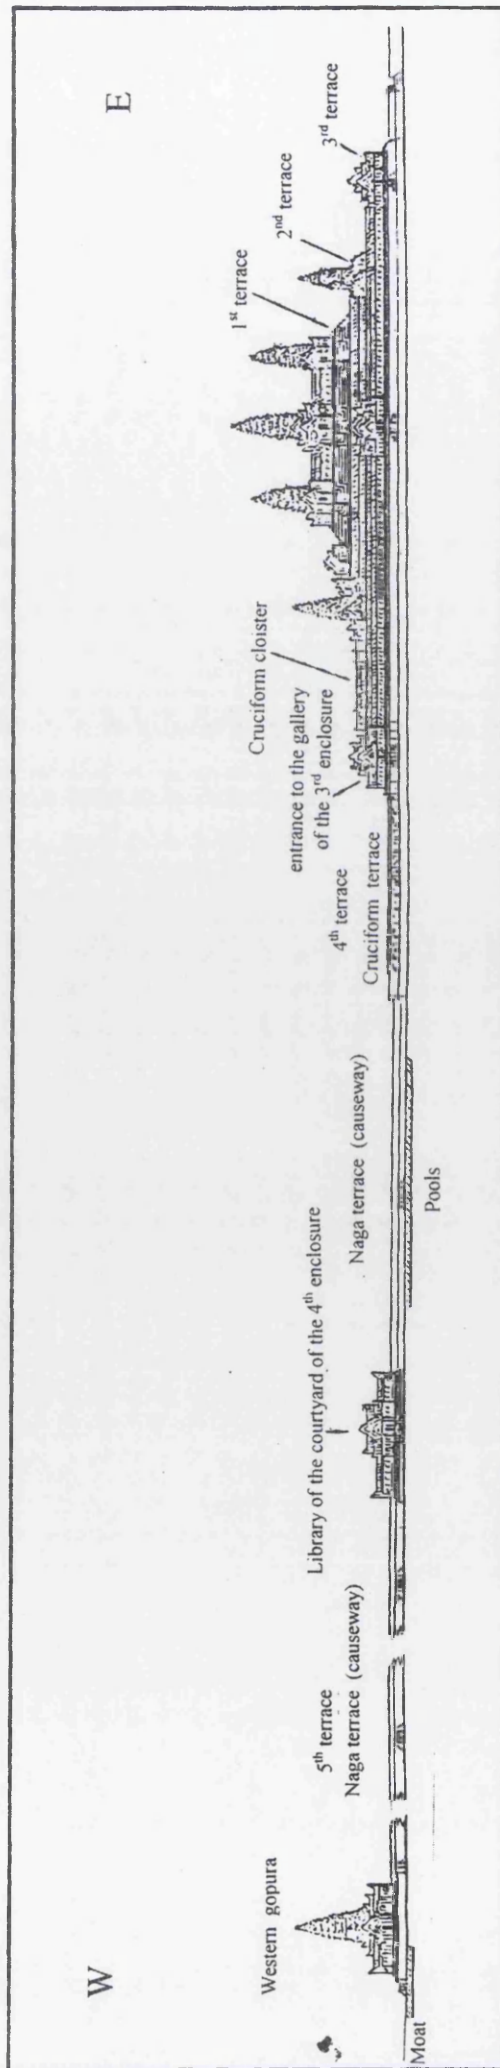 W
E
Western gopura
Moat
5th terrace
Naga terrace (causeway)
Library of the courtyard of the 4th enclosure
Naga terrace (causeway)
Pools
4th terrace
Cruciform terrace
entrance to the gallery
of the 3rd enclosure
Cruciform cloister
1st terrace
2nd terrace
3rd terrace